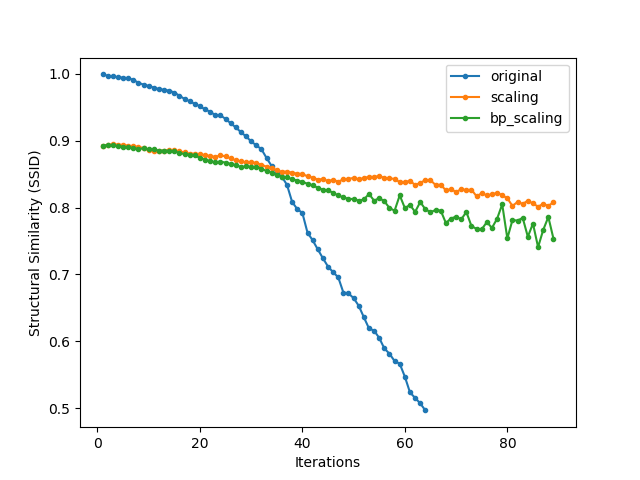 original
scaling
bp_scaling
Structural Similarity (SSID)
1.0
0.9
0.8
0.7
0.6
0.5
0
20
40
60
80
Iterations